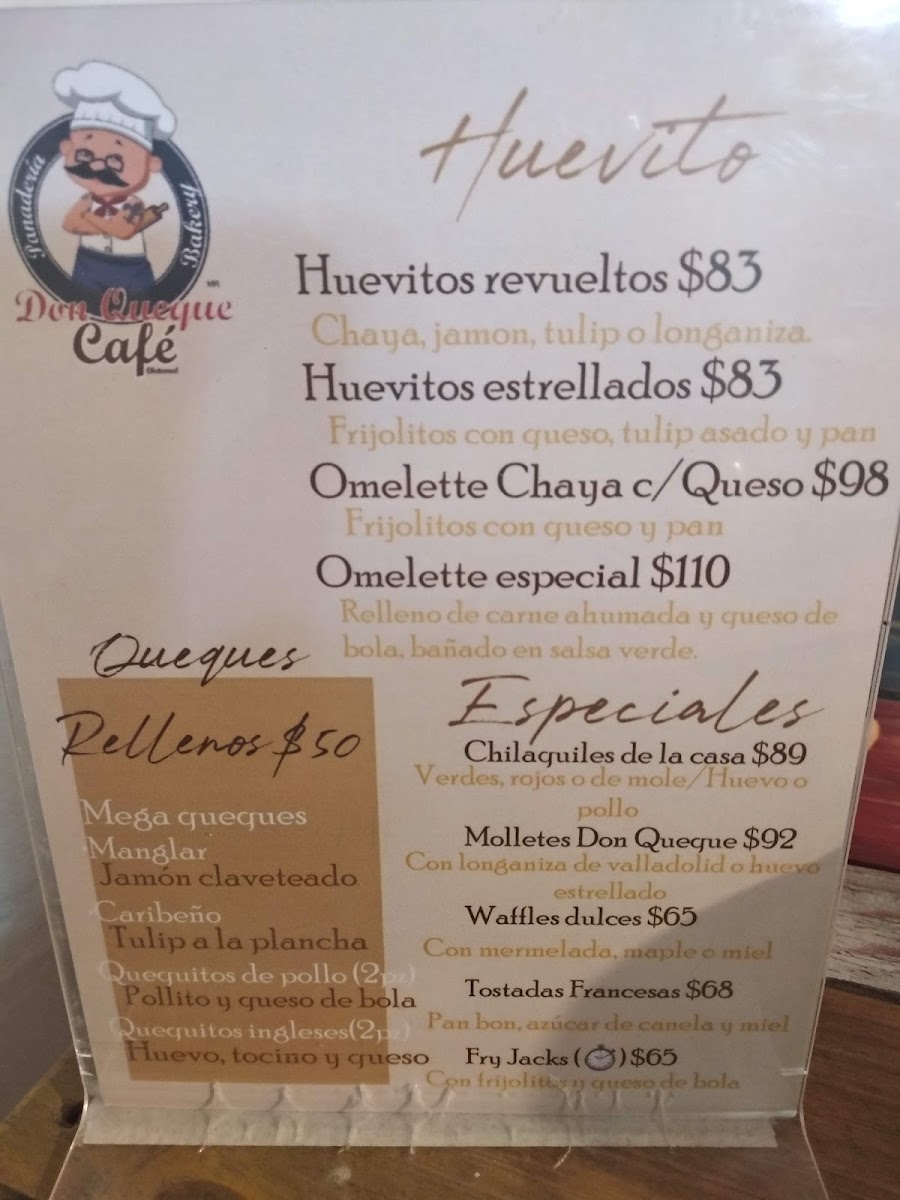 Panadería
Bakery
Don Queque
Café
Huevito
Huevitos revueltos $83
Chaya, jamon, tulip o longaniza.
Huevitos estrellados $83
Frijolitos con queso, tulip asado y pan
Omelette Chaya c/Queso $98
Frijolitos con queso y pan
Omelette especial $110
Relleno de carne ahumada y queso de
bola, bañado en salsa verde.
Queques
Rellenos $50
Mega queques
Manglar
Jamón claveteado
Caribeño
Tulip a la plancha
Quequitos de pollo (2pz)
Pollito y queso de bola
Quequitos ingleses(2pz)
Huevo, tocino y queso
Especiales
Chilaquiles de la casa $89
Verdes, rojos o de mole/Huevo o
pollo
Molletes Don Queque $92
Con longaniza de valladolid o huevo
estrellado
Waffles dulces $65
Con mermelada, maple o miel
Tostadas Francesas $68
Pan bon, azúcar de canela y miel
Fry Jacks (⏱) $65
Con frijolitos y queso de bola